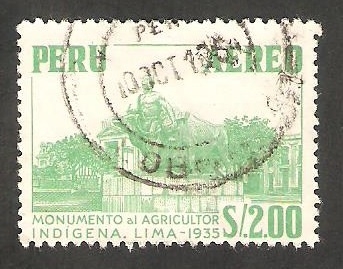 PERU AEREO
MONUMENTO al AGRICULTOR
INDIGENA. LIMA-1935
S/.2.00